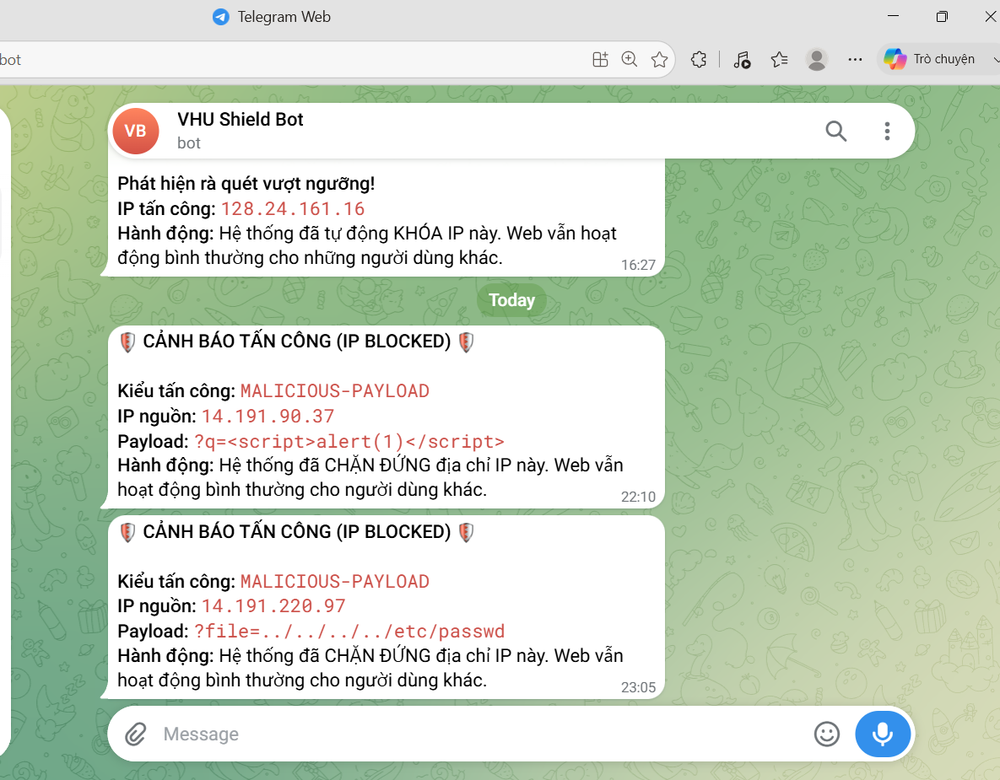 Telegram Web
bot
Trò chuyện
VB
VHU Shield Bot
bot
Phát hiện rà quét vượt ngưỡng!
IP tấn công: 128.24.161.16
Hành động: Hệ thống đã tự động KHÓA IP này. Web vẫn hoạt
động bình thường cho những người dùng khác.
16:27
Today
CẢNH BÁO TẤN CÔNG (IP BLOCKED)
Kiểu tấn công: MALICIOUS-PAYLOAD
IP nguồn: 14.191.90.37
Payload: ?q=<script>alert(1)</script>
Hành động: Hệ thống đã CHẶN ĐỨNG địa chỉ IP này. Web vẫn
hoạt động bình thường cho người dùng khác.
22:10
CẢNH BÁO TẤN CÔNG (IP BLOCKED)
Kiểu tấn công: MALICIOUS-PAYLOAD
IP nguồn: 14.191.220.97
Payload: ?file=../../../../etc/passwd
Hành động: Hệ thống đã CHẶN ĐỨNG địa chỉ IP này. Web vẫn
hoạt động bình thường cho người dùng khác.
23:05
Message